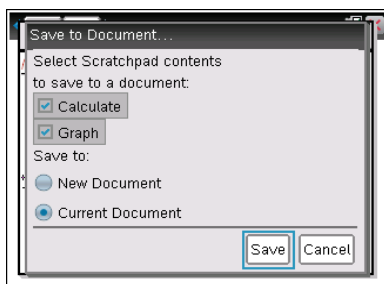 Save to Document...
Select Scratchpad contents
to save to a document:
Calculate
Graph
Save to:
New Document
Current Document
Save Cancel